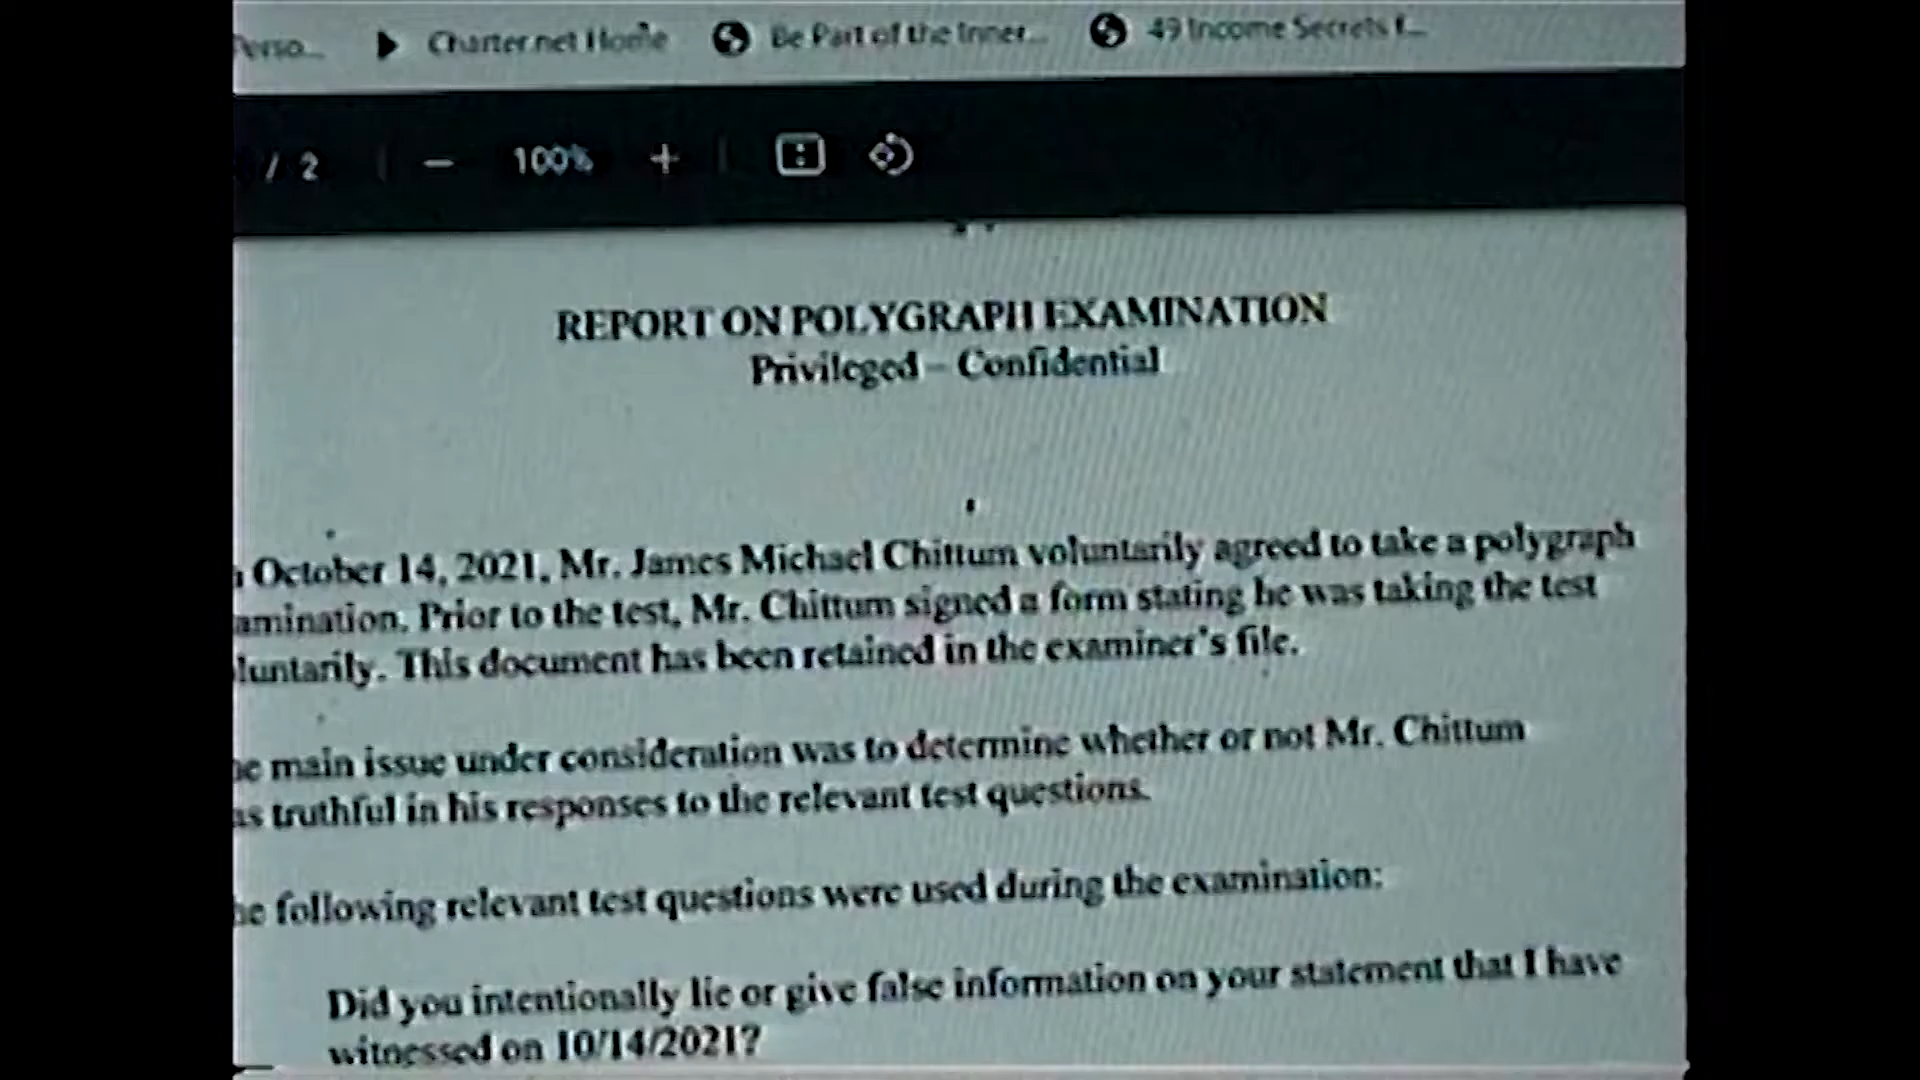 Perso...
Charter.net Home
Be Part of the Inner...
49 Income Secrets f...
/ 2
100%
REPORT ON POLYGRAPH EXAMINATION
Privileged – Confidential
October 14, 2021, Mr. James Michael Chittum voluntarily agreed to take a polygraph
amination. Prior to the test, Mr. Chittum signed a form stating he was taking the test
luntarily. This document has been retained in the examiner's file.
e main issue under consideration was to determine whether or not Mr. Chittum
as truthful in his responses to the relevant test questions.
e following relevant test questions were used during the examination:
Did you intentionally lie or give false information on your statement that I have
witnessed on 10/14/2021?